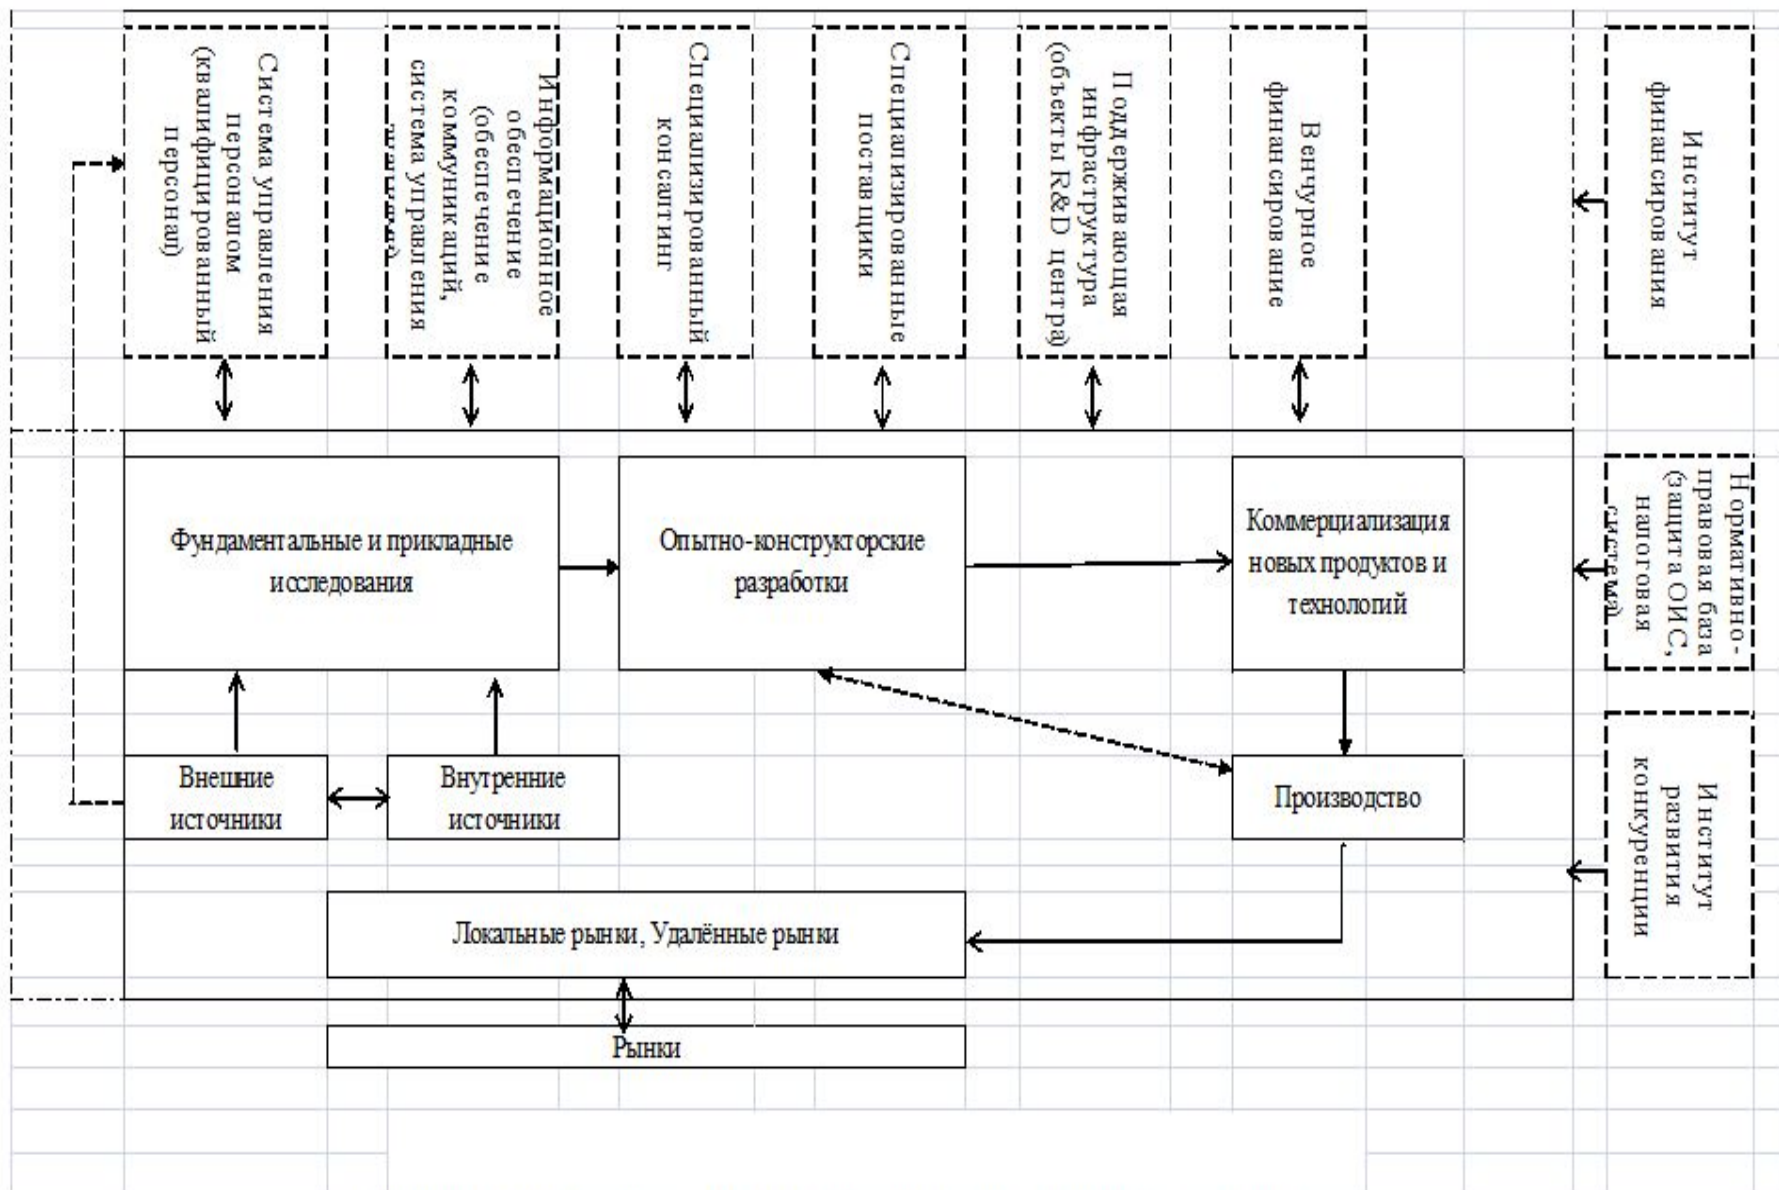 Система управления
персоналом
(квалифицированный
персонал)
Информационное
обеспечение
(обеспечение
коммуникаций,
система управления
Специализированный
консалтинг
Специализированные
поставщики
Поддерживающая
инфраструктура
(объекты R&D центра)
Венчурное
финансирование
Институт
финансирования
Фундаментальные и прикладные
исследования
Опытно-конструкторские
разработки
Коммерциализация
новых продуктов и
технологий
Нормативно-
правовая база
(защита ОИС,
налоговая
система)
Внешние
источники
Внутренние
источники
Производство
Институт
развития
конкуренции
Локальные рынки, Удалённые рынки
Рынки